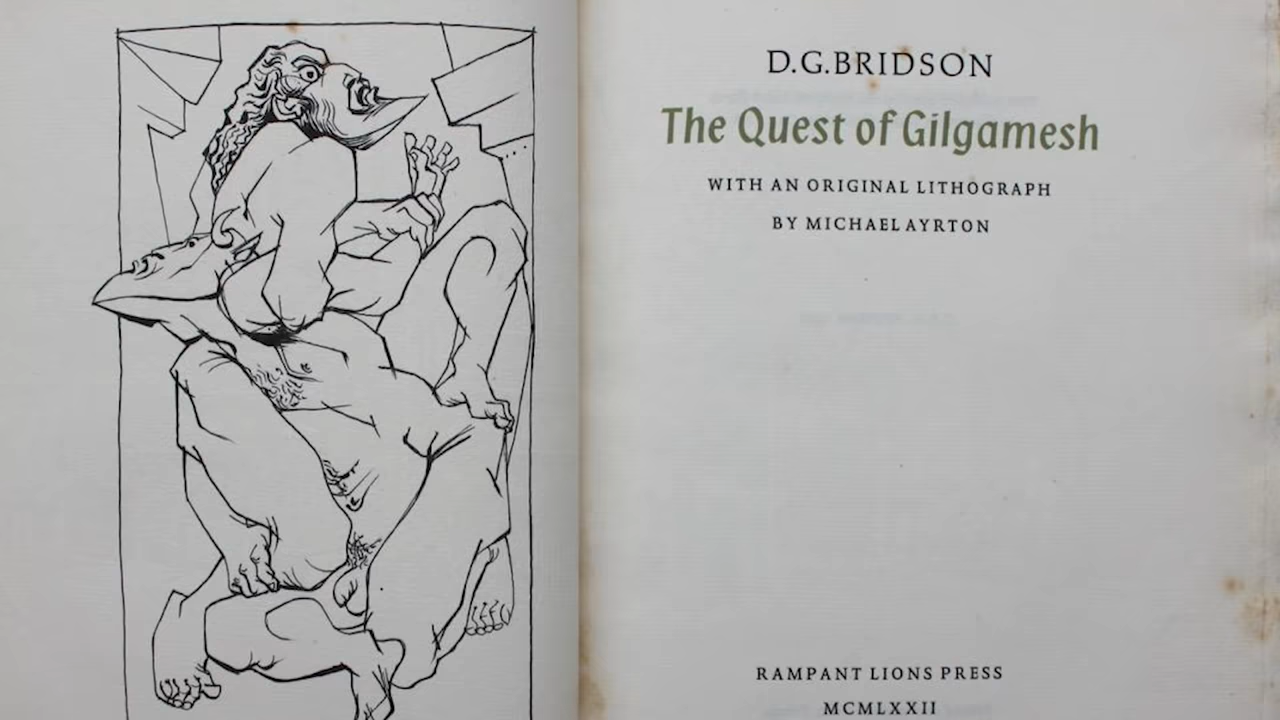 D.G.BRIDSON
The Quest of Gilgamesh
WITH AN ORIGINAL LITHOGRAPH
BY MICHAEL AYRTON
RAMPANT LIONS PRESS
MCMLXXII